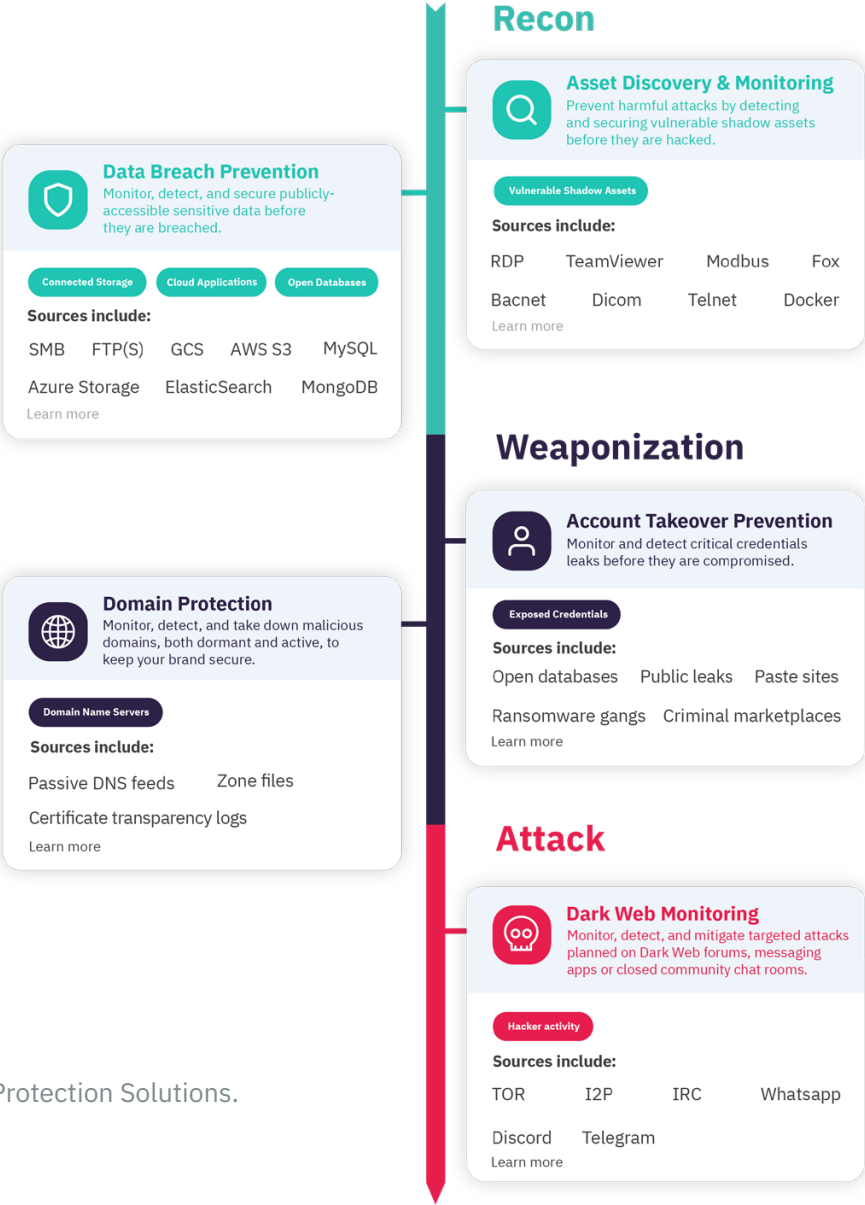 Recon
Asset Discovery & Monitoring
Prevent harmful attacks by detecting
and securing vulnerable shadow assets
before they are hacked.
Vulnerable Shadow Assets
Sources include:
RDP TeamViewer Modbus Fox
Bacnet Dicom Telnet Docker
Learn more
Data Breach Prevention
Monitor, detect, and secure publicly-
accessible sensitive data before
they are breached.
Connected Storage Cloud Applications Open Databases
Sources include:
SMB FTP(S) GCS AWS S3 MySQL
Azure Storage ElasticSearch MongoDB
Learn more
Weaponization
Account Takeover Prevention
Monitor and detect critical credentials
leaks before they are compromised.
Exposed Credentials
Sources include:
Open databases Public leaks Paste sites
Ransomware gangs Criminal marketplaces
Learn more
Domain Protection
Monitor, detect, and take down malicious
domains, both dormant and active, to
keep your brand secure.
Domain Name Servers
Sources include:
Passive DNS feeds Zone files
Certificate transparency logs
Learn more
Attack
Dark Web Monitoring
Monitor, detect, and mitigate targeted attacks
planned on Dark Web forums, messaging
apps or closed community chat rooms.
Hacker activity
Sources include:
TOR I2P IRC Whatsapp
Discord Telegram
Learn more
Protection Solutions.